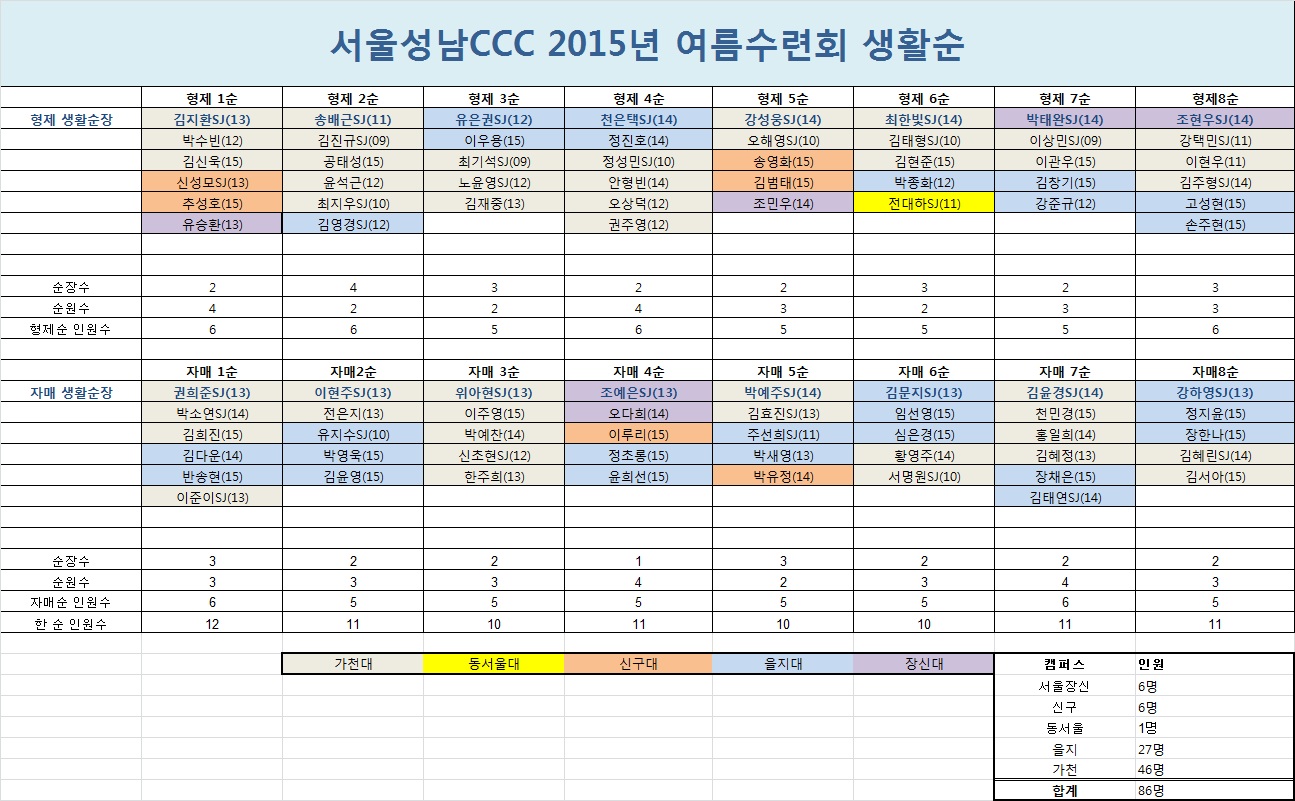 서울성남CCC 2015년 여름수련회 생활순
형제 1순 형제 2순 형제 3순 형제 4순 형제 5순 형제 6순 형제 7순 형제8순
형제 생활순장 김지환SJ(13) 송배근SJ(11) 유은권SJ(12) 천은택SJ(14) 강성웅SJ(14) 최한빛SJ(14) 박태완SJ(14) 조현우SJ(14)
박수빈(12) 김진규SJ(09) 이우용(15) 정진호(14) 오해영SJ(10) 김태형SJ(10) 이상민SJ(09) 강택민SJ(11)
김신욱(15) 공태성(15) 최기석SJ(09) 정성민SJ(10) 송영화(15) 김현준(15) 이관우(15) 이현우(11)
신성모SJ(13) 윤석근(12) 노윤영SJ(12) 안형빈(14) 김범태(15) 박종화(12) 김창기(15) 김주형SJ(14)
추성호(15) 최지우SJ(10) 김재중(13) 오상덕(12) 조민우(14) 전대하SJ(11) 강준규(12) 고성현(15)
유승환(13) 김영경SJ(12) 권주영(12) 손주현(15)
순장수 2 4 3 2 2 3 2 3
순원수 4 2 2 4 3 2 3 3
형제순 인원수 6 6 5 6 5 5 5 6
자매 1순 자매2순 자매 3순 자매 4순 자매 5순 자매 6순 자매 7순 자매8순
자매 생활순장 권희준SJ(13) 이현주SJ(13) 위아현SJ(13) 조예은SJ(13) 박예주SJ(14) 김문지SJ(13) 김윤경SJ(14) 강하영SJ(13)
박소연SJ(14) 전은지(13) 이주영(15) 오다희(14) 김효진SJ(13) 임선영(15) 천민경(15) 정지윤(15)
김희진(15) 유지수SJ(10) 박예찬(14) 이루리(15) 주선희SJ(11) 심은경(15) 홍일희(14) 장한나(15)
김다운(14) 박영욱(15) 신초현SJ(12) 정초롱(15) 박새영(13) 황영주(14) 김혜정(13) 김혜린SJ(14)
반송현(15) 김윤영(15) 한주희(13) 윤희선(15) 박유정(14) 서명원SJ(10) 장채은(15) 김서아(15)
이준이SJ(13) 김태연SJ(14)
순장수 3 2 2 1 3 2 2 2
순원수 3 3 3 4 2 3 4 3
자매순 인원수 6 5 5 5 5 5 6 5
한 순 인원수 12 11 10 11 10 10 11 11
가천대 동서울대 신구대 을지대 장신대
캠퍼스 인원
서울장신 6명
신구 6명
동서울 1명
을지 27명
가천 46명
합계 86명